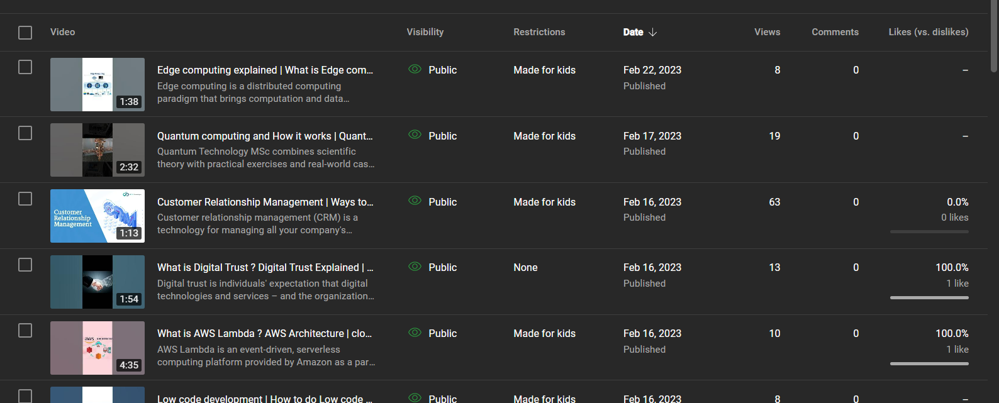 Video Visibility Restrictions Date Views Comments Likes (vs. dislikes)
Edge computing explained | What is Edge com... Public Made for kids Feb 22, 2023 8 0 –
Edge computing is a distributed computing Published
paradigm that brings computation and data...
1:38
Quantum computing and How it works | Quant... Public Made for kids Feb 17, 2023 19 0 –
Quantum Technology MSc combines scientific Published
theory with practical exercises and real-world cas...
2:32
Customer Relationship Management | Ways to... Public Made for kids Feb 16, 2023 63 0 0.0%
Customer
Relationship
Management
Customer relationship management (CRM) is a Published 0 likes
technology for managing all your company's...
1:13
What is Digital Trust ? Digital Trust Explained | ... Public None Feb 16, 2023 13 0 100.0%
Digital trust is individuals' expectation that digital Published 1 like
technologies and services – and the organization...
1:54
What is AWS Lambda ? AWS Architecture | clo... Public Made for kids Feb 16, 2023 10 0 100.0%
aws
AWS Lambda is an event-driven, serverless Published 1 like
computing platform provided by Amazon as a par...
4:35
Low code development | How to do Low code ... Public Made for kids Feb 16, 2023 8 0 –